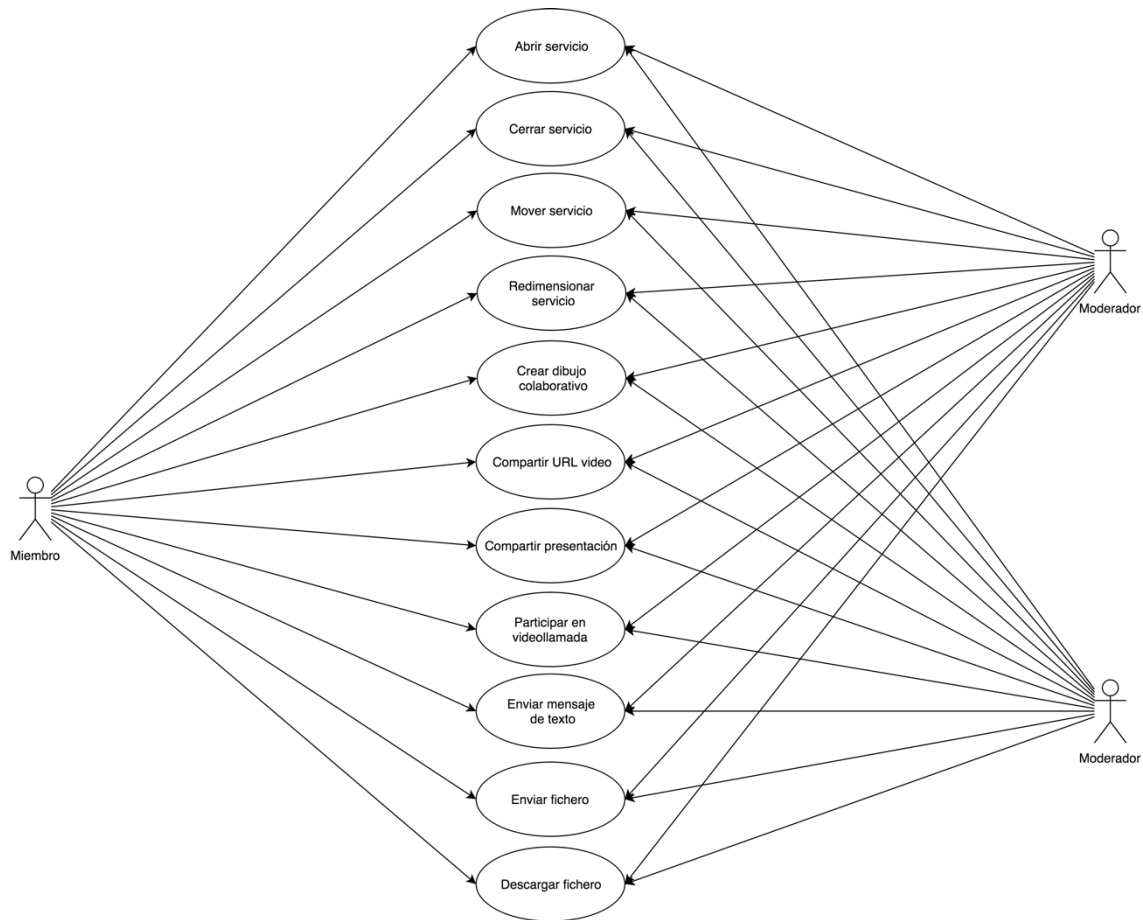 Abrir servicio
Cerrar servicio
Mover servicio
Moderador
Redimensionar
servicio
Crear dibujo
colaborativo
Compartir URL video
Miembro
Compartir presentación
Participar en
videollamada
Enviar mensaje
de texto
Moderador
Enviar fichero
Descargar fichero